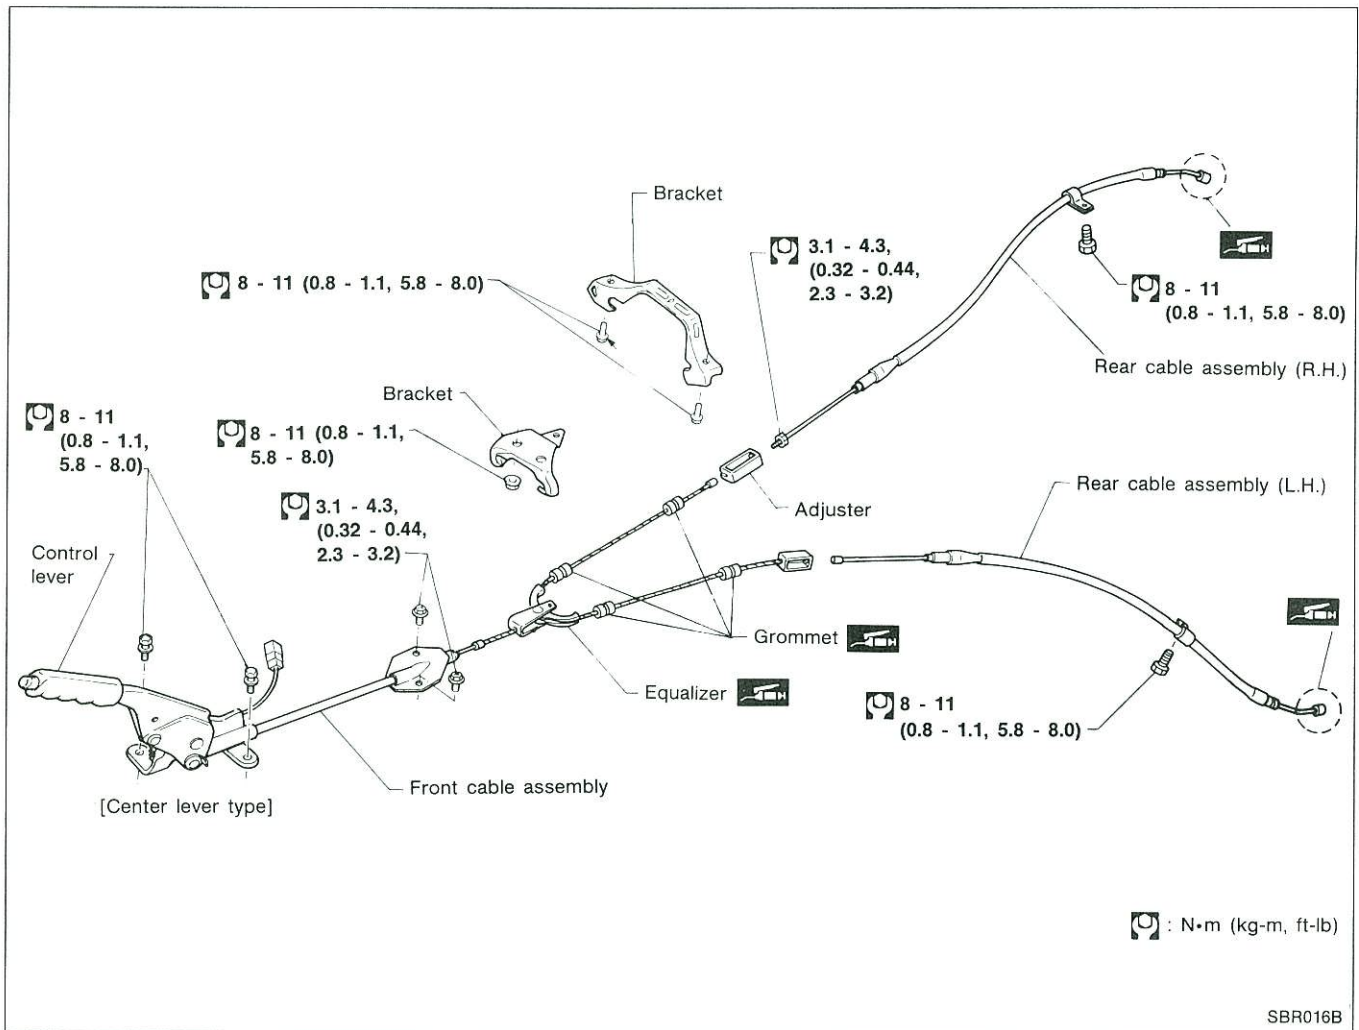 Bracket
8 - 11 (0.8 - 1.1, 5.8 - 8.0)
3.1 - 4.3,
(0.32 - 0.44,
2.3 - 3.2)
8 - 11
(0.8 - 1.1, 5.8 - 8.0)
Rear cable assembly (R.H.)
Bracket
8 - 11
(0.8 - 1.1,
5.8 - 8.0)
8 - 11 (0.8 - 1.1,
5.8 - 8.0)
3.1 - 4.3,
(0.32 - 0.44,
2.3 - 3.2)
Adjuster
Rear cable assembly (L.H.)
Control
lever
Grommet
Equalizer
8 - 11
(0.8 - 1.1, 5.8 - 8.0)
Front cable assembly
[Center lever type]
: N•m (kg-m, ft-lb)
SBR016B